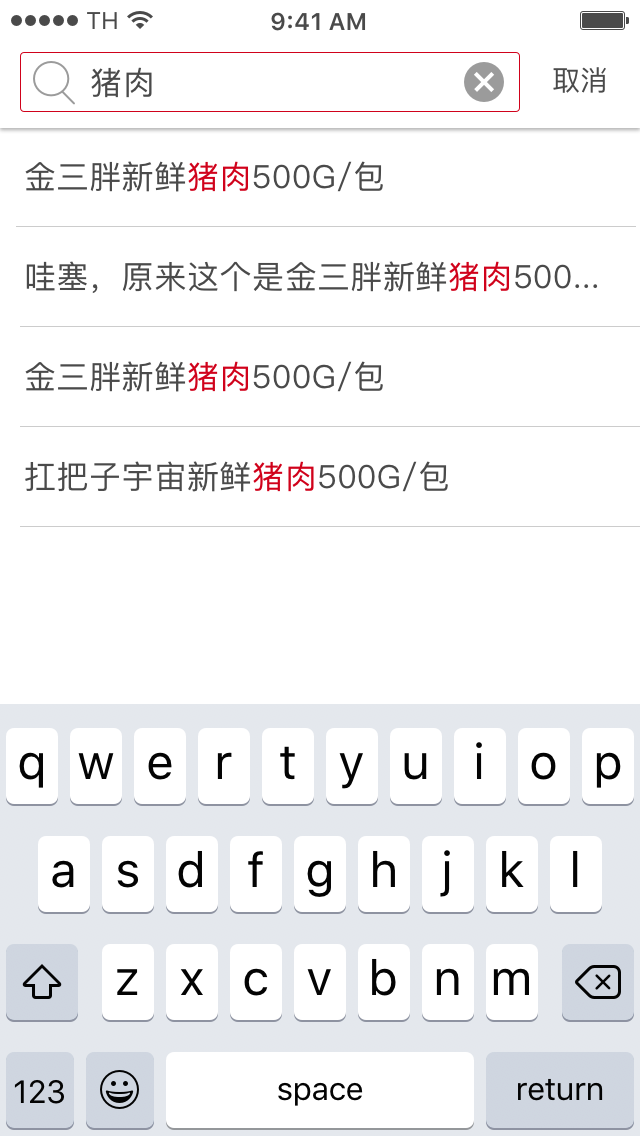 TH 9:41 AM
猪肉 取消
金三胖新鲜猪肉500G/包
哇塞，原来这个是金三胖新鲜猪肉500...
金三胖新鲜猪肉500G/包
扛把子宇宙新鲜猪肉500G/包
q w e r t y u i o p
a s d f g h j k l
z x c v b n m
123 space return